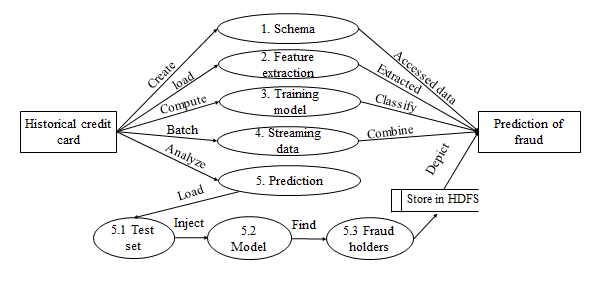 1. Schema
2. Feature
extraction
3. Training
model
4. Streaming
data
5. Prediction
Create
load
Compute
Batch
Analyze
Load
Historical credit
card
Accessed data
Extracted
Classify
Combine
Depict
Prediction of
fraud
Store in HDFS
5.1 Test
set
Inject
5.2
Model
Find
5.3 Fraud
holders